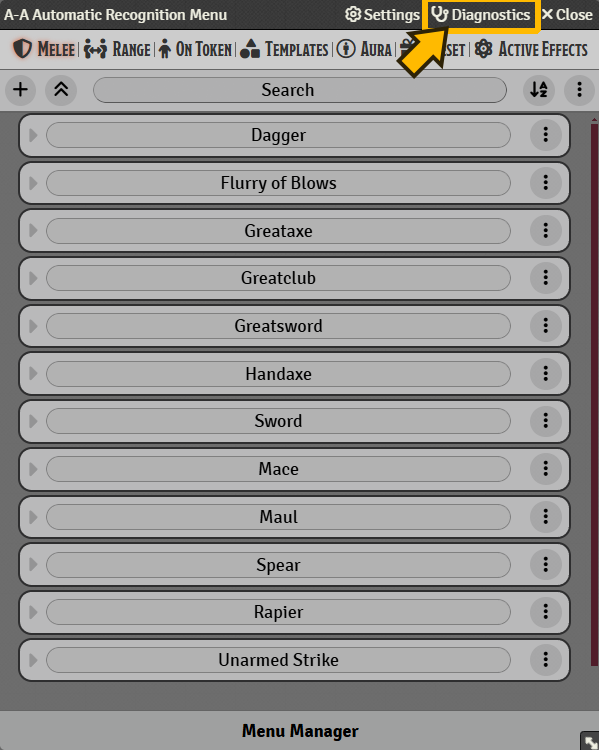 A-A Automatic Recognition Menu Settings Diagnostics Close
Melee Range On Token Templates Aura Active Effects
Search
Dagger
Flurry of Blows
Greataxe
Greatclub
Greatsword
Handaxe
Sword
Mace
Maul
Spear
Rapier
Unarmed Strike
Menu Manager